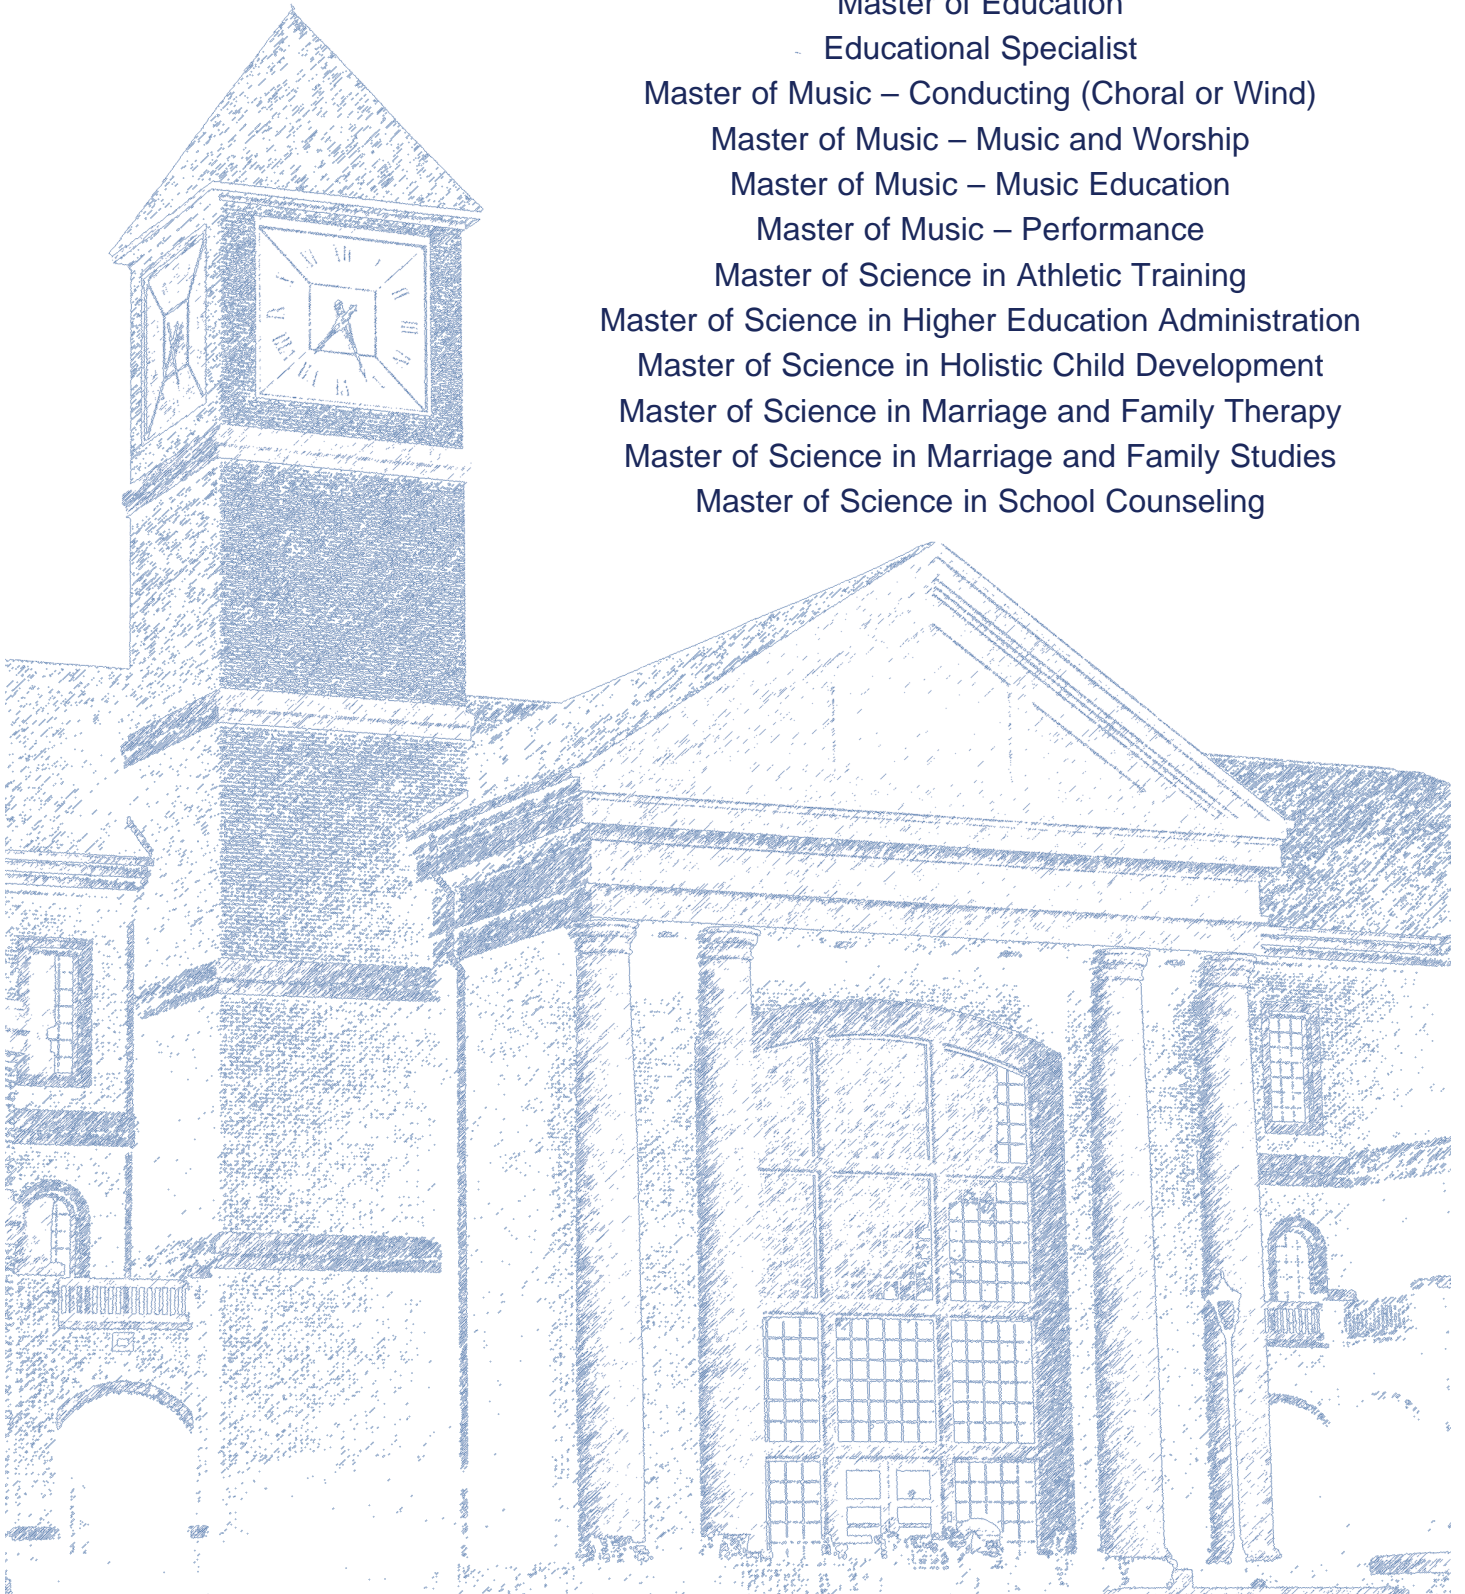 Master of Education
Educational Specialist
Master of Music – Conducting (Choral or Wind)
Master of Music – Music and Worship
Master of Music – Music Education
Master of Music – Performance
Master of Science in Athletic Training
Master of Science in Higher Education Administration
Master of Science in Holistic Child Development
Master of Science in Marriage and Family Therapy
Master of Science in Marriage and Family Studies
Master of Science in School Counseling